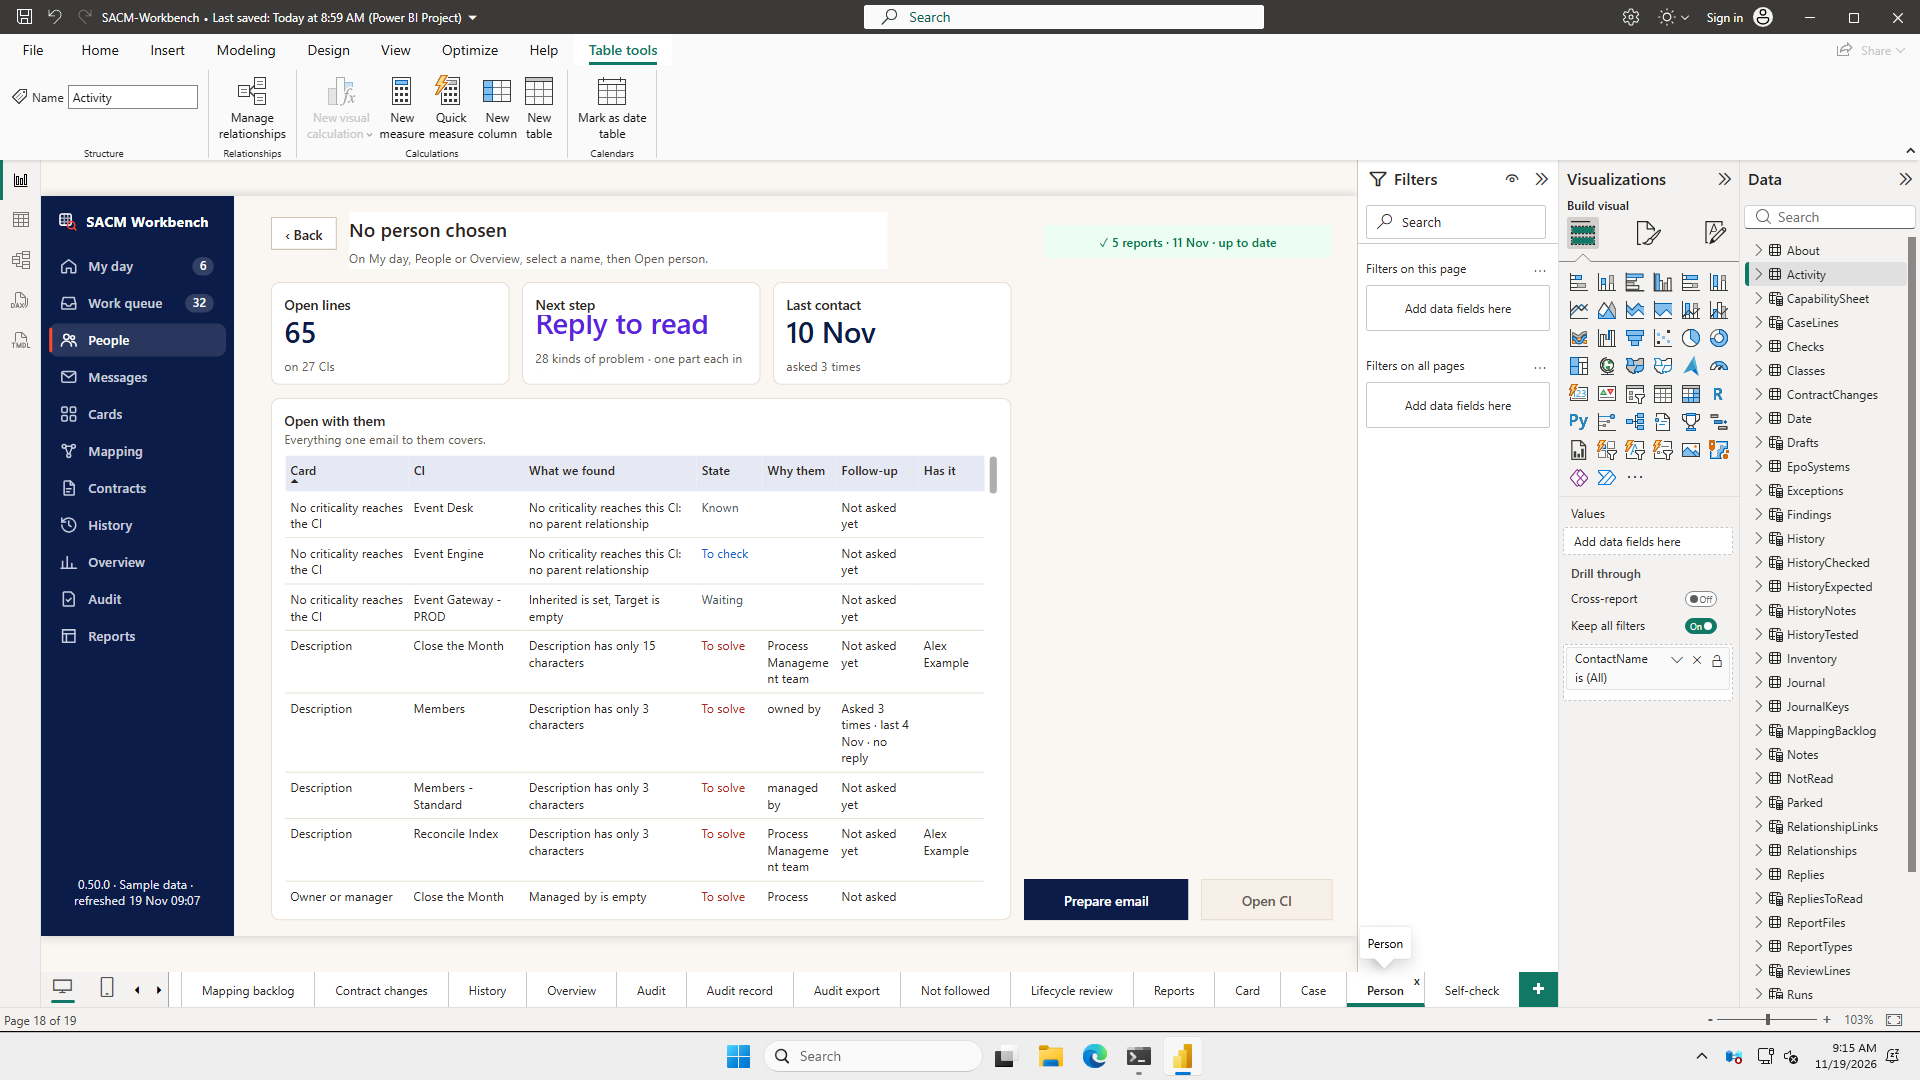 SACM-Workbench • Last saved: Today at 8:59 AM (Power BI Project)
Search
Sign in
File
Home
Insert
Modeling
Design
View
Optimize
Help
Table tools
Share
Name
Activity
Structure
Manage relationships
Relationships
New visual calculation
New measure
Quick measure
New column
New table
Calculations
Mark as date table
Calendars
SACM Workbench
My day
6
Work queue
32
People
Messages
Cards
Mapping
Contracts
History
Overview
Audit
Reports
0.50.0 · Sample data ·
refreshed 19 Nov 09:07
‹ Back
No person chosen
On My day, People or Overview, select a name, then Open person.
✓ 5 reports · 11 Nov · up to date
Open lines
65
on 27 CIs
Next step
Reply to read
28 kinds of problem · one part each in
Last contact
10 Nov
asked 3 times
Open with them
Everything one email to them covers.
Card CI What we found State Why them Follow-up Has it
No criticality reaches the CI Event Desk No criticality reaches this CI: no parent relationship Known Not asked yet
No criticality reaches the CI Event Engine No criticality reaches this CI: no parent relationship To check Not asked yet
No criticality reaches the CI Event Gateway - PROD Inherited is set, Target is empty Waiting Not asked yet
Description Close the Month Description has only 15 characters To solve Process Management team Not asked yet Alex Example
Description Members Description has only 3 characters To solve owned by Asked 3 times · last 4 Nov · no reply
Description Members - Standard Description has only 3 characters To solve managed by Not asked yet
Description Reconcile Index Description has only 3 characters To solve Process Management team Not asked yet Alex Example
Owner or manager Close the Month Managed by is empty To solve Process Not asked
Prepare email
Open CI
Filters
Search
Filters on this page
...
Add data fields here
Filters on all pages
...
Add data fields here
Visualizations
Build visual
123
R
Py
...
Values
Add data fields here
Drill through
Cross-report
Off
Keep all filters
On
ContactName
is (All)
Data
Search
About
Activity
CapabilitySheet
CaseLines
Checks
Classes
ContractChanges
Date
Drafts
EpoSystems
Exceptions
Findings
History
HistoryChecked
HistoryExpected
HistoryNotes
HistoryTested
Inventory
Journal
JournalKeys
MappingBacklog
Notes
NotRead
Parked
RelationshipLinks
Relationships
Replies
RepliesToRead
ReportFiles
ReportTypes
ReviewLines
Runs
DAX
TMDL
Person
Mapping backlog
Contract changes
History
Overview
Audit
Audit record
Audit export
Not followed
Lifecycle review
Reports
Card
Case
Person
x
Self-check
+
Page 18 of 19
- + 103%
Search
9:15 AM
11/19/2026